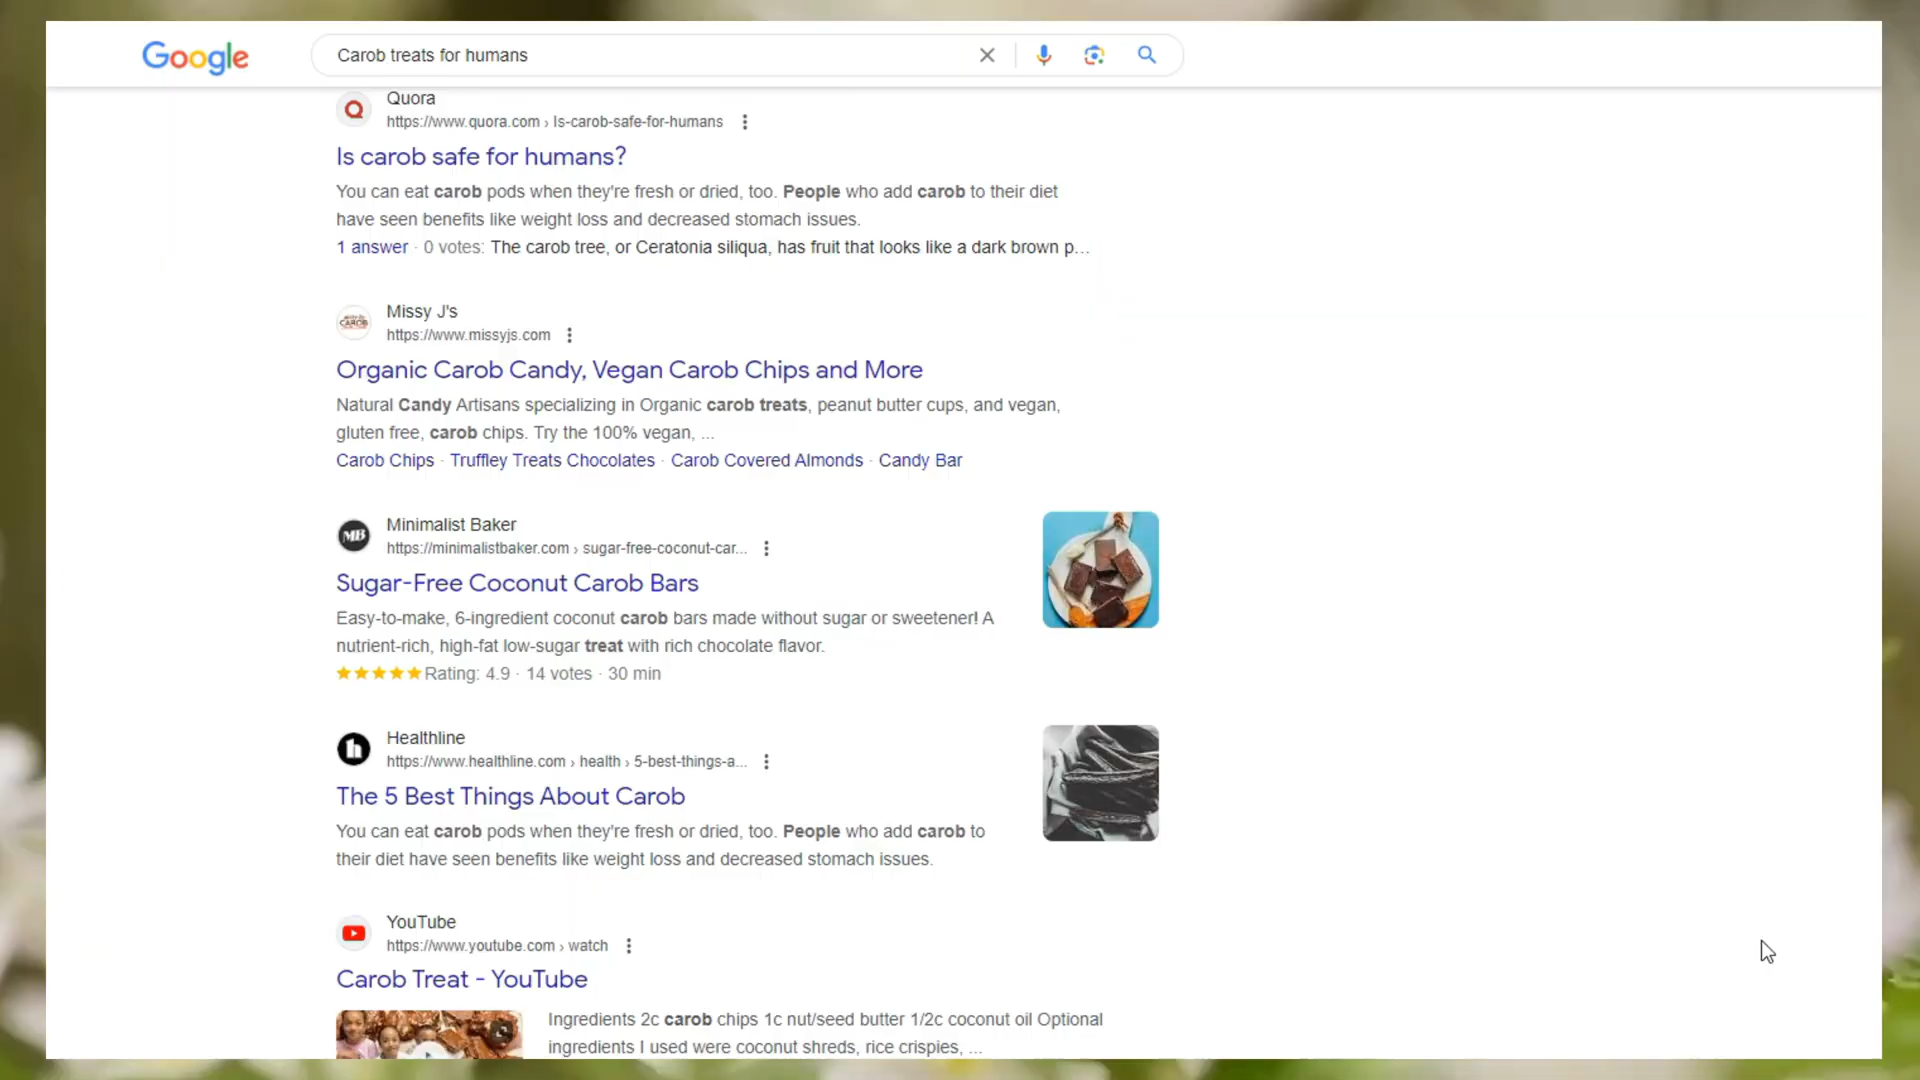 Google
Carob treats for humans
Quora
https://www.quora.com › Is-carob-safe-for-humans
Is carob safe for humans?
You can eat carob pods when they're fresh or dried, too. People who add carob to their diet
have seen benefits like weight loss and decreased stomach issues.
1 answer · 0 votes: The carob tree, or Ceratonia siliqua, has fruit that looks like a dark brown p...
CAROB
Missy J's
https://www.missyjs.com
Organic Carob Candy, Vegan Carob Chips and More
Natural Candy Artisans specializing in Organic carob treats, peanut butter cups, and vegan,
gluten free, carob chips. Try the 100% vegan, ...
Carob Chips · Truffley Treats Chocolates · Carob Covered Almonds · Candy Bar
MB
Minimalist Baker
https://minimalistbaker.com › sugar-free-coconut-car...
Sugar-Free Coconut Carob Bars
Easy-to-make, 6-ingredient coconut carob bars made without sugar or sweetener! A
nutrient-rich, high-fat low-sugar treat with rich chocolate flavor.
Rating: 4.9 · 14 votes · 30 min
h
Healthline
https://www.healthline.com › health › 5-best-things-a...
The 5 Best Things About Carob
You can eat carob pods when they're fresh or dried, too. People who add carob to
their diet have seen benefits like weight loss and decreased stomach issues.
YouTube
https://www.youtube.com › watch
Carob Treat - YouTube
Ingredients 2c carob chips 1c nut/seed butter 1/2c coconut oil Optional
ingredients I used were coconut shreds, rice crispies, ...